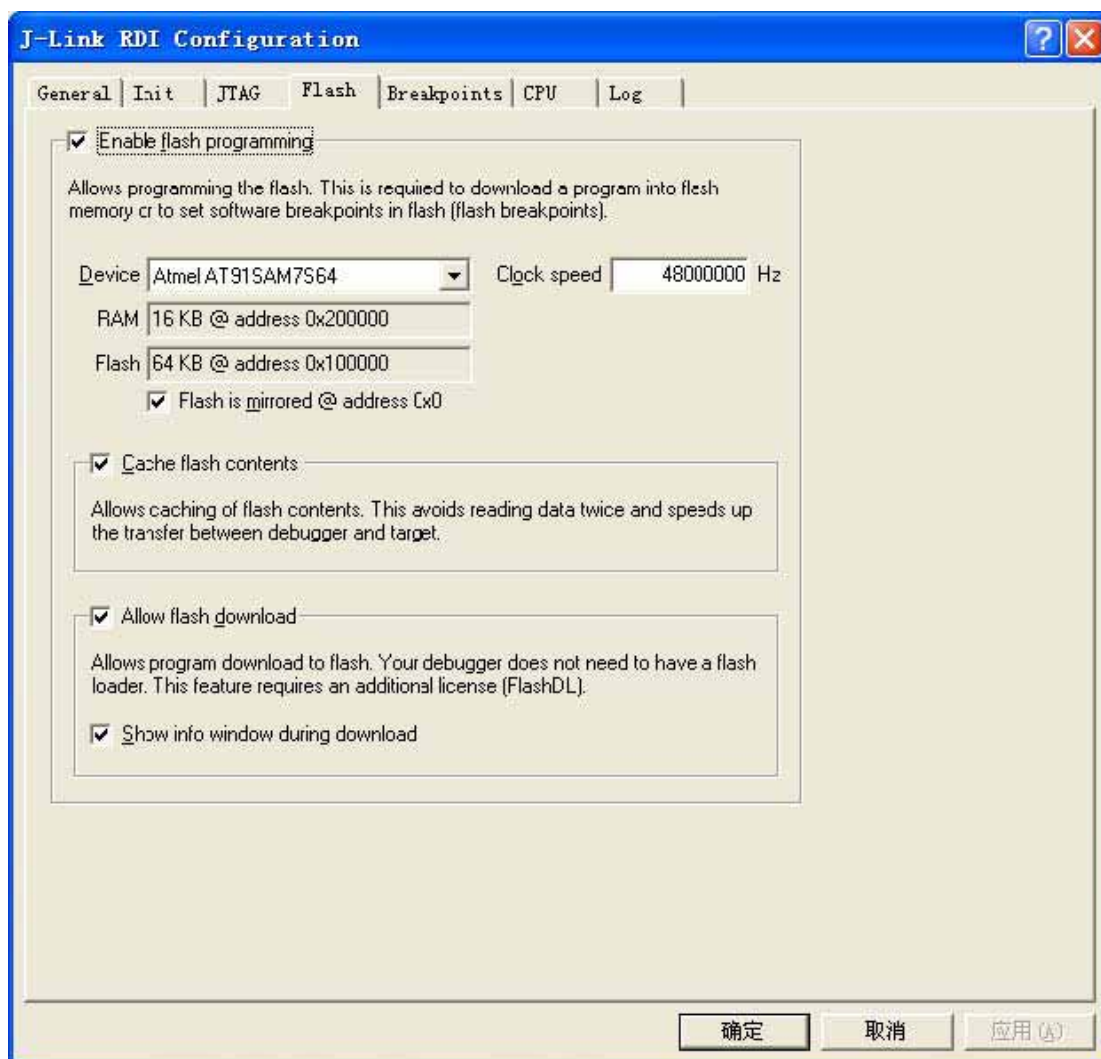 J-Link RDI Configuration
General Init JTAG Flash Breakpoints CPU Log
Enable flash programming
Allows programming the flash. This is required to download a program into flash
memory or to set software breakpoints in flash (flash breakpoints).
Device Atmel AT91SAM7S64 Clock speed 48000000 Hz
RAM 16 KB @ address 0x200000
Flash 64 KB @ address 0x100000
Flash is mirrored @ address 0x0
Cache flash contents
Allows caching of flash contents. This avoids reading data twice and speeds up
the transfer between debugger and target.
Allow flash download
Allows program download to flash. Your debugger does not need to have a flash
loader. This feature requires an additional license (FlashDL).
Show info window during download
确定 取消 应用(A)